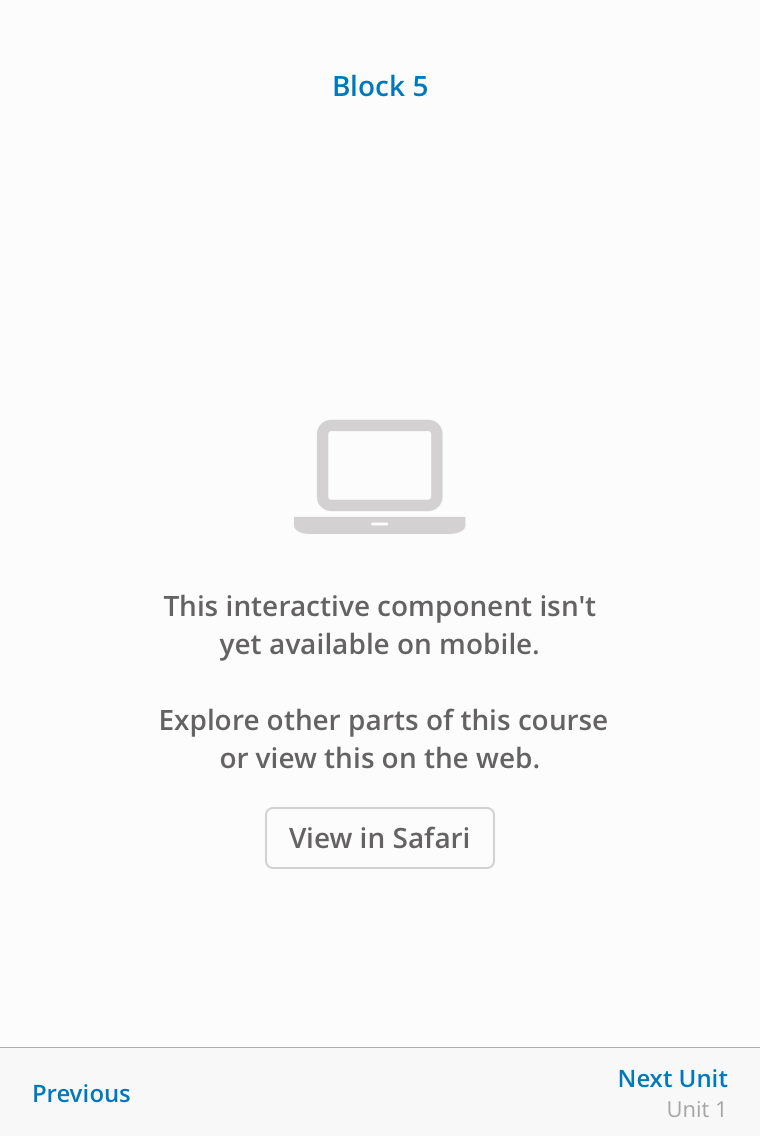 Block 5
This interactive component isn't
yet available on mobile.
Explore other parts of this course
or view this on the web.
View in Safari
Previous
Next Unit
Unit 1